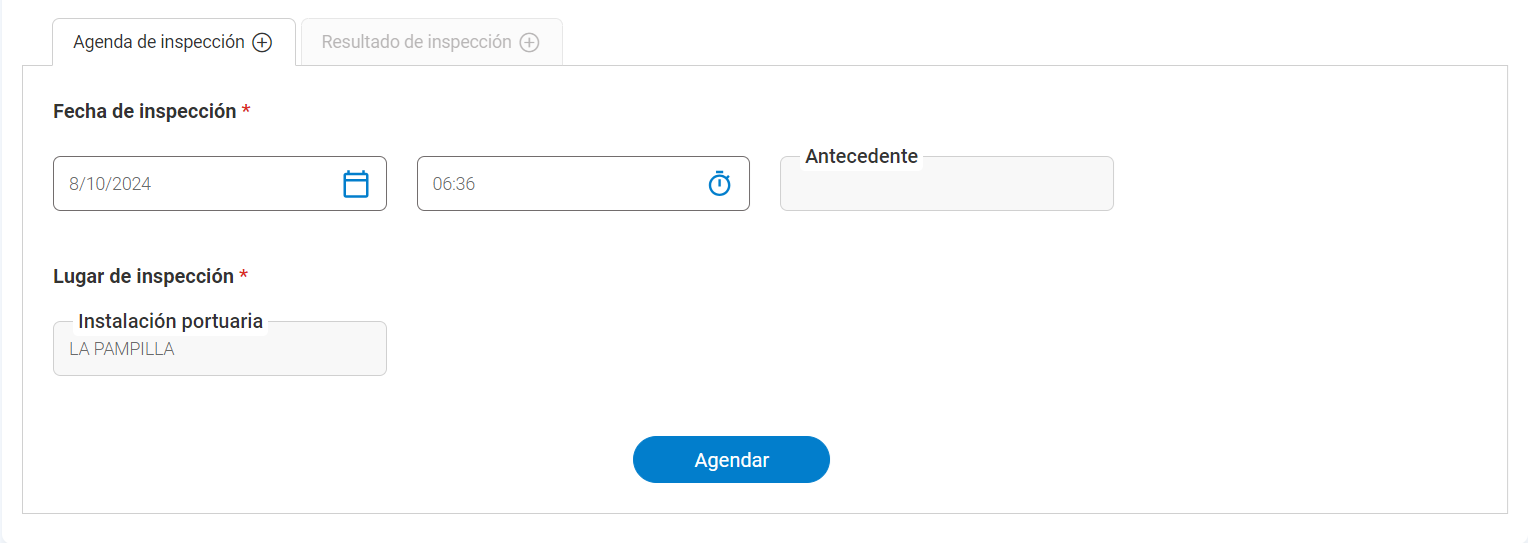 Agenda de inspección
Resultado de inspección
Fecha de inspección *
8/10/2024
06:36
Antecedente
Lugar de inspección *
Instalación portuaria
LA PAMPILLA
Agendar